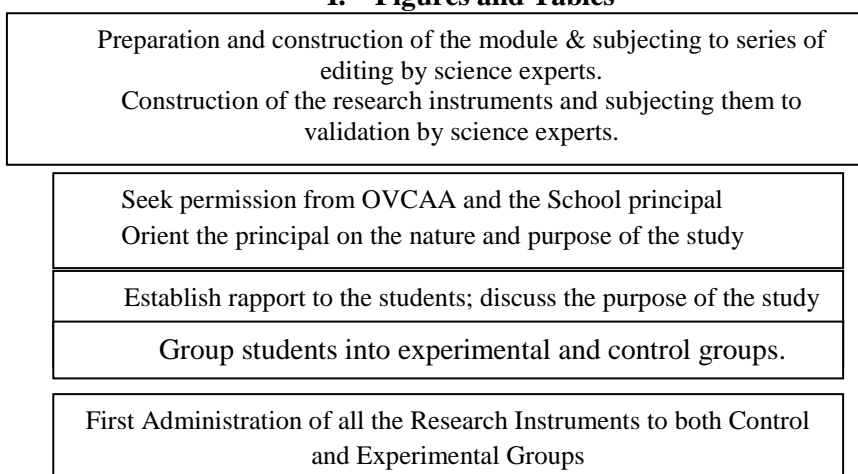 I. Figures and Tables
Preparation and construction of the module & subjecting to series of
editing by science experts.
Construction of the research instruments and subjecting them to
validation by science experts.
Seek permission from OVCAA and the School principal
Orient the principal on the nature and purpose of the study
Establish rapport to the students; discuss the purpose of the study
Group students into experimental and control groups.
First Administration of all the Research Instruments to both Control
and Experimental Groups